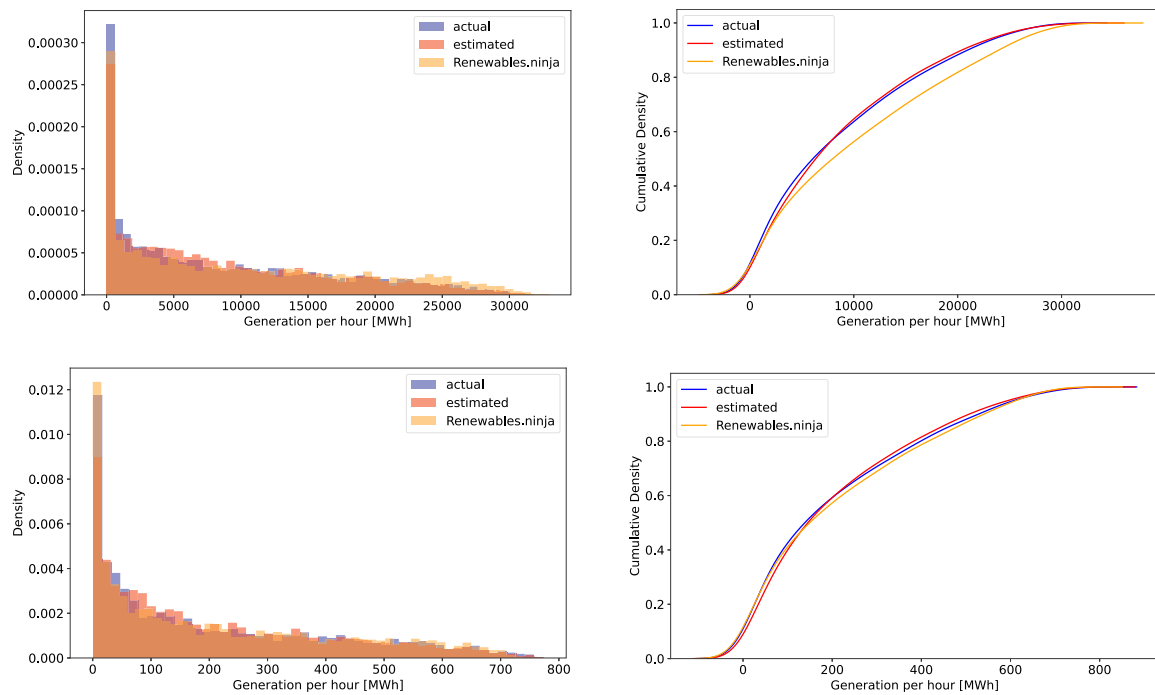 actual
estimated
Renewables.ninja
0.00030
0.00025
0.00020
0.00015
0.00010
0.00005
0.00000
Density
0 5000 10000 15000 20000 25000 30000
Generation per hour [MWh]
actual
estimated
Renewables.ninja
1.0
0.8
0.6
0.4
0.2
0.0
Cumulative Density
0 10000 20000 30000
Generation per hour [MWh]
actual
estimated
Renewables.ninja
0.012
0.010
0.008
0.006
0.004
0.002
0.000
Density
0 100 200 300 400 500 600 700 800
Generation per hour [MWh]
actual
estimated
Renewables.ninja
1.0
0.8
0.6
0.4
0.2
0.0
Cumulative Density
0 200 400 600 800
Generation per hour [MWh]